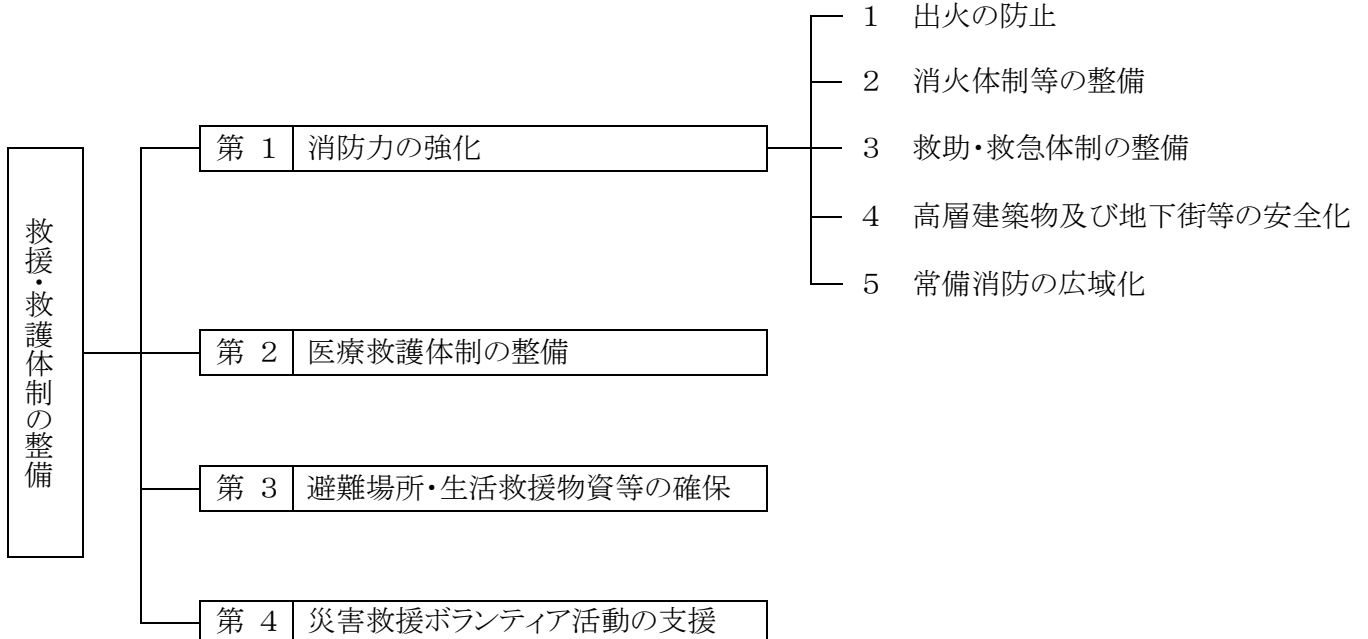 救援・救護体制の整備
第 1 消防力の強化
1 出火の防止
2 消火体制等の整備
3 救助・救急体制の整備
4 高層建築物及び地下街等の安全化
5 常備消防の広域化
第 2 医療救護体制の整備
第 3 避難場所・生活救援物資等の確保
第 4 災害救援ボランティア活動の支援